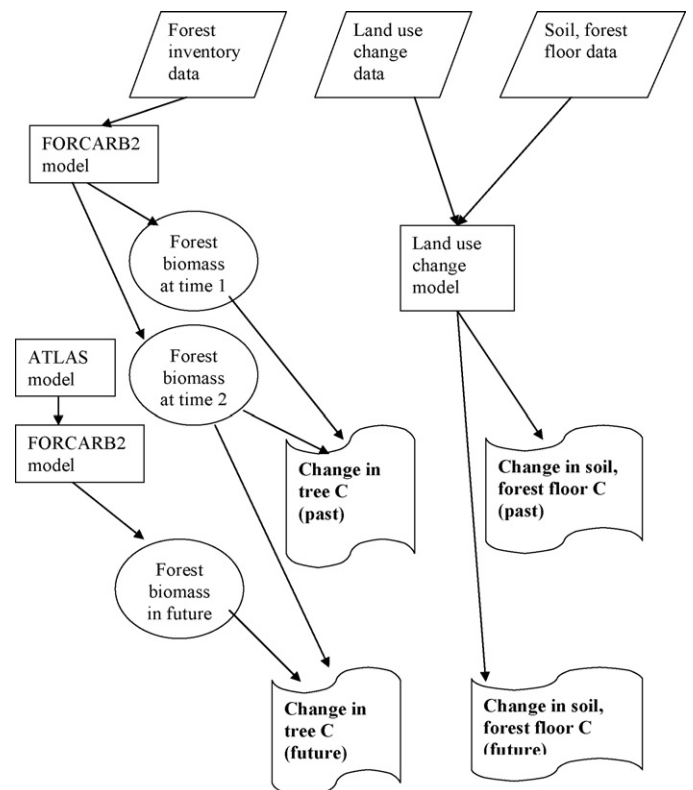 Forest
inventory
data
Land use
change
data
Soil, forest
floor data
FORCARB2
model
Forest
biomass
at time 1
Land use
change
model
ATLAS
model
Forest
biomass
at time 2
FORCARB2
model
Change in
tree C
(past)
Change in soil,
forest floor C
(past)
Forest
biomass
in future
Change in
tree C
(future)
Change in soil,
forest floor C
(future)